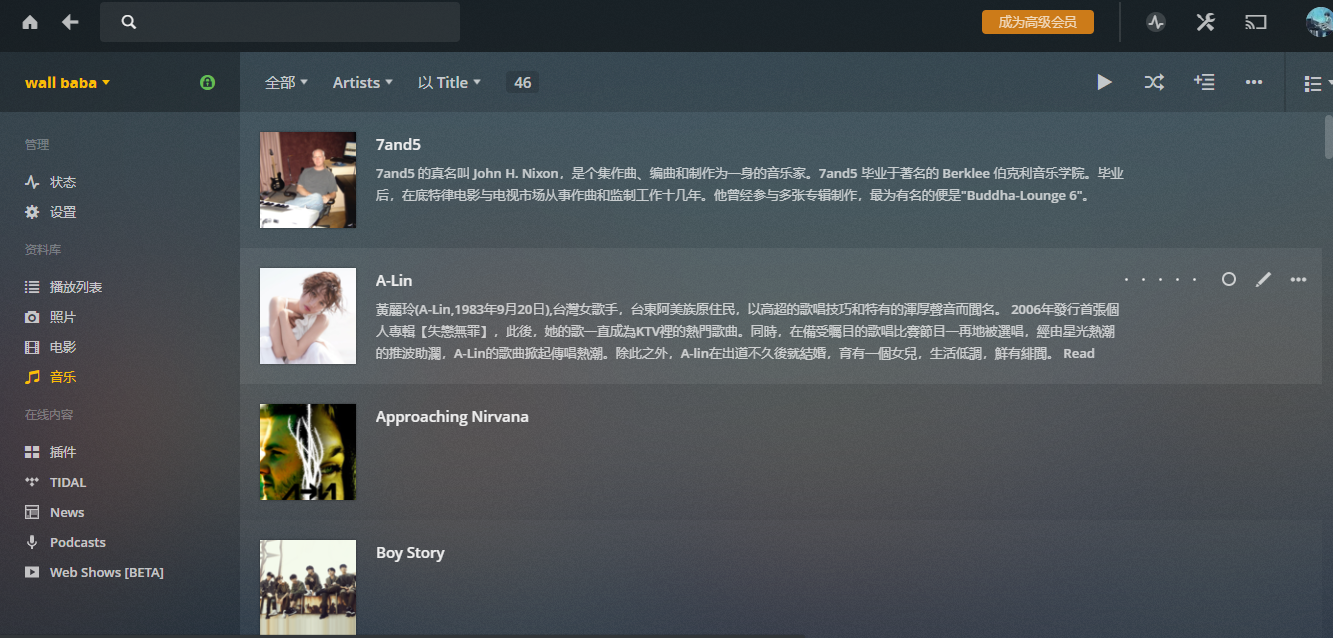 成为高级会员
wall baba
全部 Artists 以 Title 46
管理
状态
设置
资料库
播放列表
照片
电影
音乐
在线内容
插件
TIDAL
News
Podcasts
Web Shows [BETA]
7and5
7and5 的真名叫 John H. Nixon，是个集作曲、编曲和制作为一身的音乐家。7and5 毕业于著名的 Berklee 伯克利音乐学院。毕业
后，在底特律电影与电视市场从事作曲和监制工作十几年。他曾经参与多张专辑制作，最为有名的便是"Buddha-Lounge 6"。
A-Lin
黃麗玲(A-Lin,1983年9月20日),台灣女歌手，台東阿美族原住民，以高超的歌唱技巧和特有的渾厚聲音而聞名。 2006年發行首張個
人專輯【失戀無罪】，此後，她的歌一直成為KTV裡的熱門歌曲。同時，在備受矚目的歌唱比賽節目一再地被選唱，經由星光熱潮
的推波助瀾，A-Lin的歌曲掀起傳唱熱潮。除此之外，A-lin在出道不久後就結婚，育有一個女兒，生活低調，鮮有緋聞。 Read
Approaching Nirvana
Boy Story